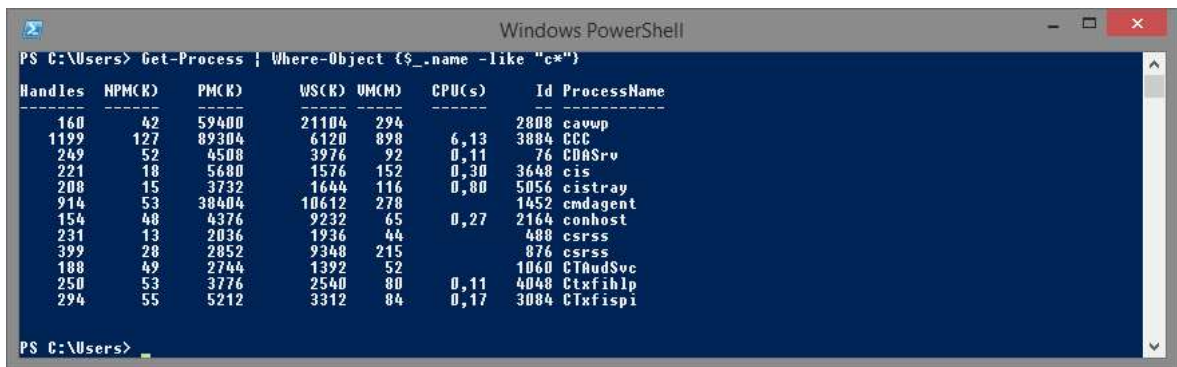 Windows PowerShell
PS C:\Users> Get-Process | Where-Object {$_.name -like "c*"}
Handles NPM(K) PM(K) WS(K) VM(M) CPU(s) Id ProcessName
------- ------ ----- ----- ----- ------ -- -----------
160 42 59400 21104 294 2808 cavwp
1199 127 89304 6120 898 6,13 3884 CCC
249 52 4508 3976 92 0,11 76 CDASrv
221 18 5680 1576 152 0,30 3648 cis
208 15 3732 1644 116 0,80 5056 cistray
914 53 38404 10612 278 1452 cmdagent
154 48 4376 9232 65 0,27 2164 conhost
231 13 2036 1936 44 488 csrss
399 28 2852 9348 215 876 csrss
188 49 2744 1392 52 1060 CTAudSvc
250 53 3776 2540 80 0,11 4048 Ctxfihlp
294 55 5212 3312 84 0,17 3084 CTxfispi
PS C:\Users> _